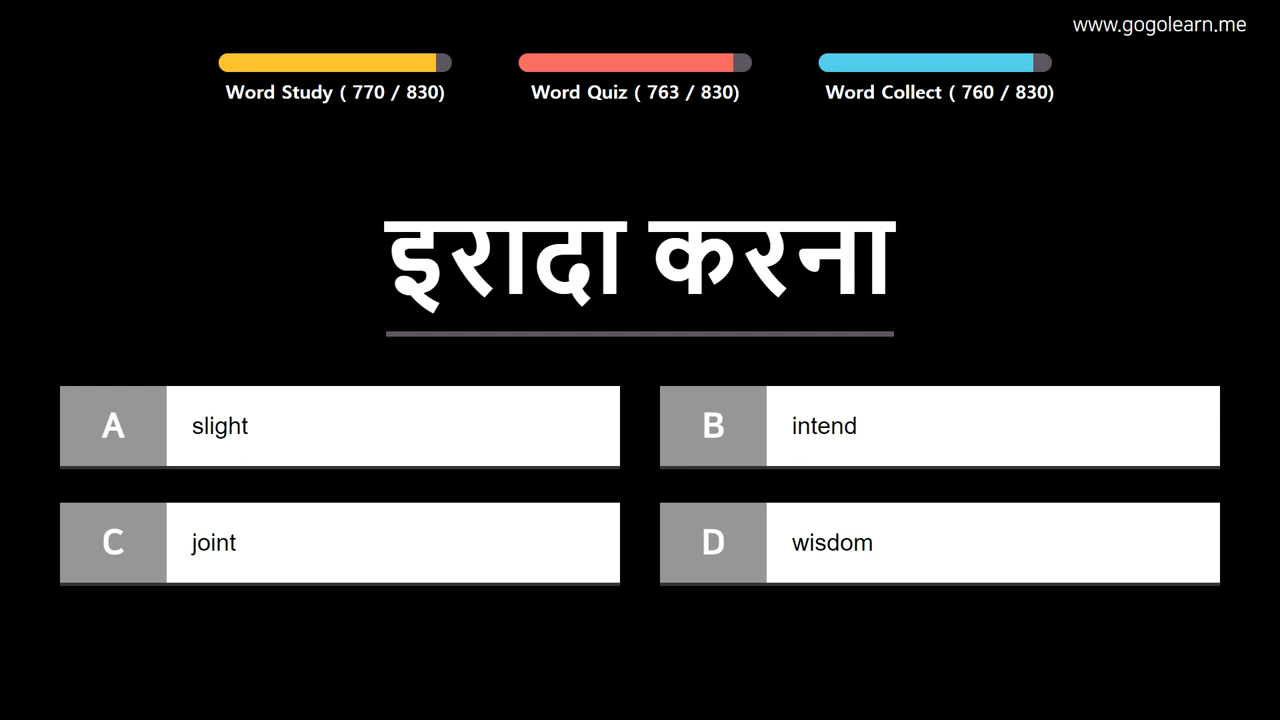 www.gogolearn.me
Word Study ( 770 / 830)
Word Quiz ( 763 / 830)
Word Collect ( 760 / 830)
इरादा करना
A slight
B intend
C joint
D wisdom